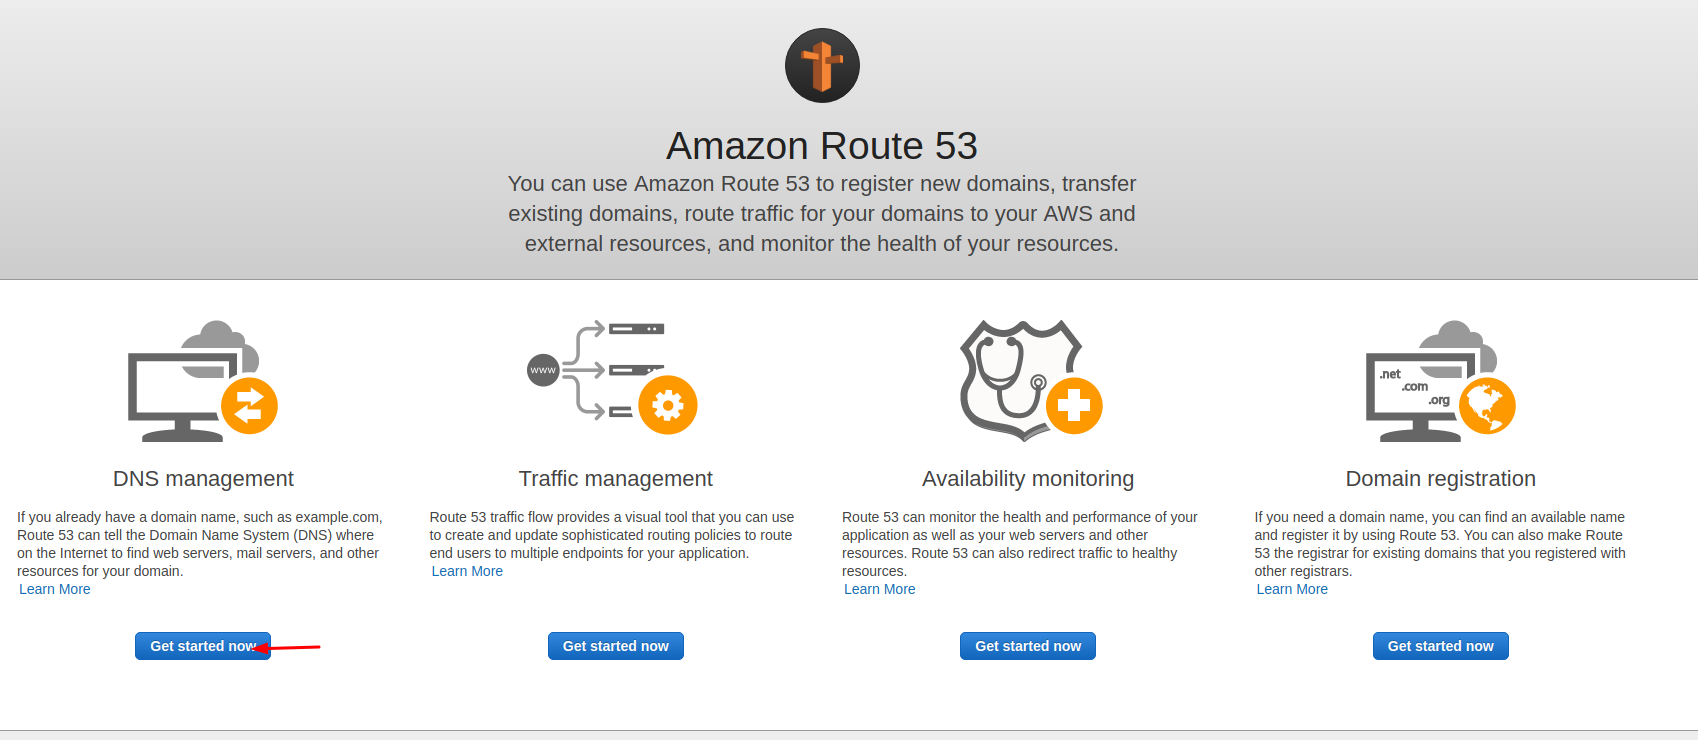 Amazon Route 53
You can use Amazon Route 53 to register new domains, transfer
existing domains, route traffic for your domains to your AWS and
external resources, and monitor the health of your resources.
DNS management
If you already have a domain name, such as example.com,
Route 53 can tell the Domain Name System (DNS) where
on the Internet to find web servers, mail servers, and other
resources for your domain.
Learn More
Get started now
www
Traffic management
Route 53 traffic flow provides a visual tool that you can use
to create and update sophisticated routing policies to route
end users to multiple endpoints for your application.
Learn More
Get started now
Availability monitoring
Route 53 can monitor the health and performance of your
application as well as your web servers and other
resources. Route 53 can also redirect traffic to healthy
resources.
Learn More
Get started now
.net
.com
.org
Domain registration
If you need a domain name, you can find an available name
and register it by using Route 53. You can also make Route
53 the registrar for existing domains that you registered with
other registrars.
Learn More
Get started now